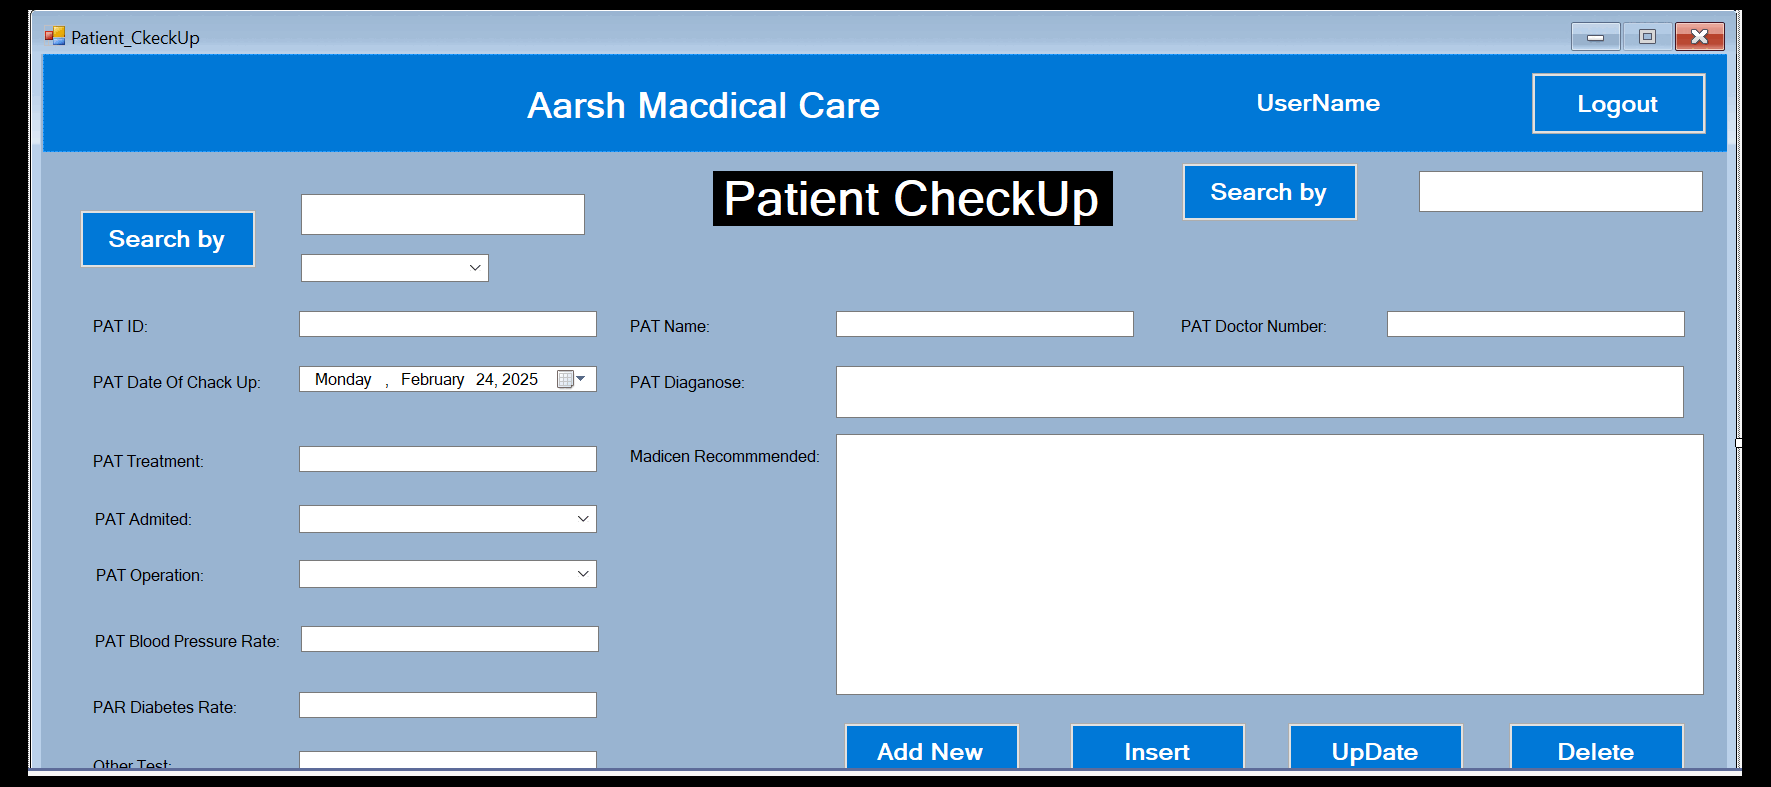 Patient_CkeckUp
Aarsh Macdical Care
UserName
Logout
Patient CheckUp
Search by
Search by
PAT ID:
PAT Name:
PAT Doctor Number:
PAT Date Of Chack Up:
Monday , February 24, 2025
PAT Diaganose:
PAT Treatment:
Madicen Recommmended:
PAT Admited:
PAT Operation:
PAT Blood Pressure Rate:
PAR Diabetes Rate:
Add New
Insert
UpDate
Delete
Other Test: